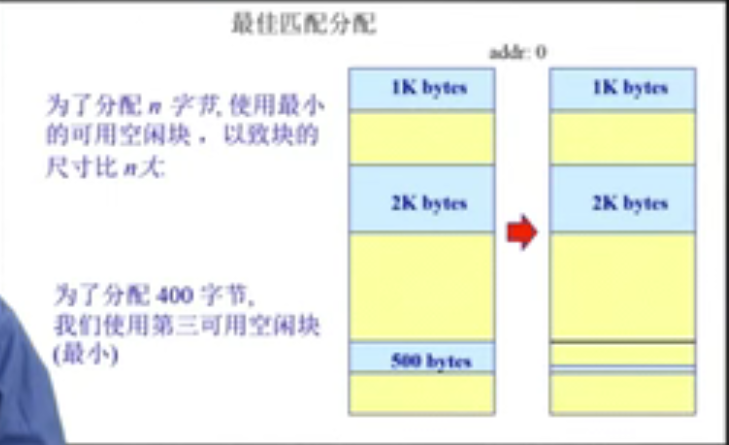 最佳匹配分配
addr: 0
为了分配 n 字节, 使用最小
的可用空闲块，以致块的
尺寸比 n大.
为了分配 400 字节,
我们使用第三可用空闲块
(最小)
1K bytes
2K bytes
500 bytes
1K bytes
2K bytes